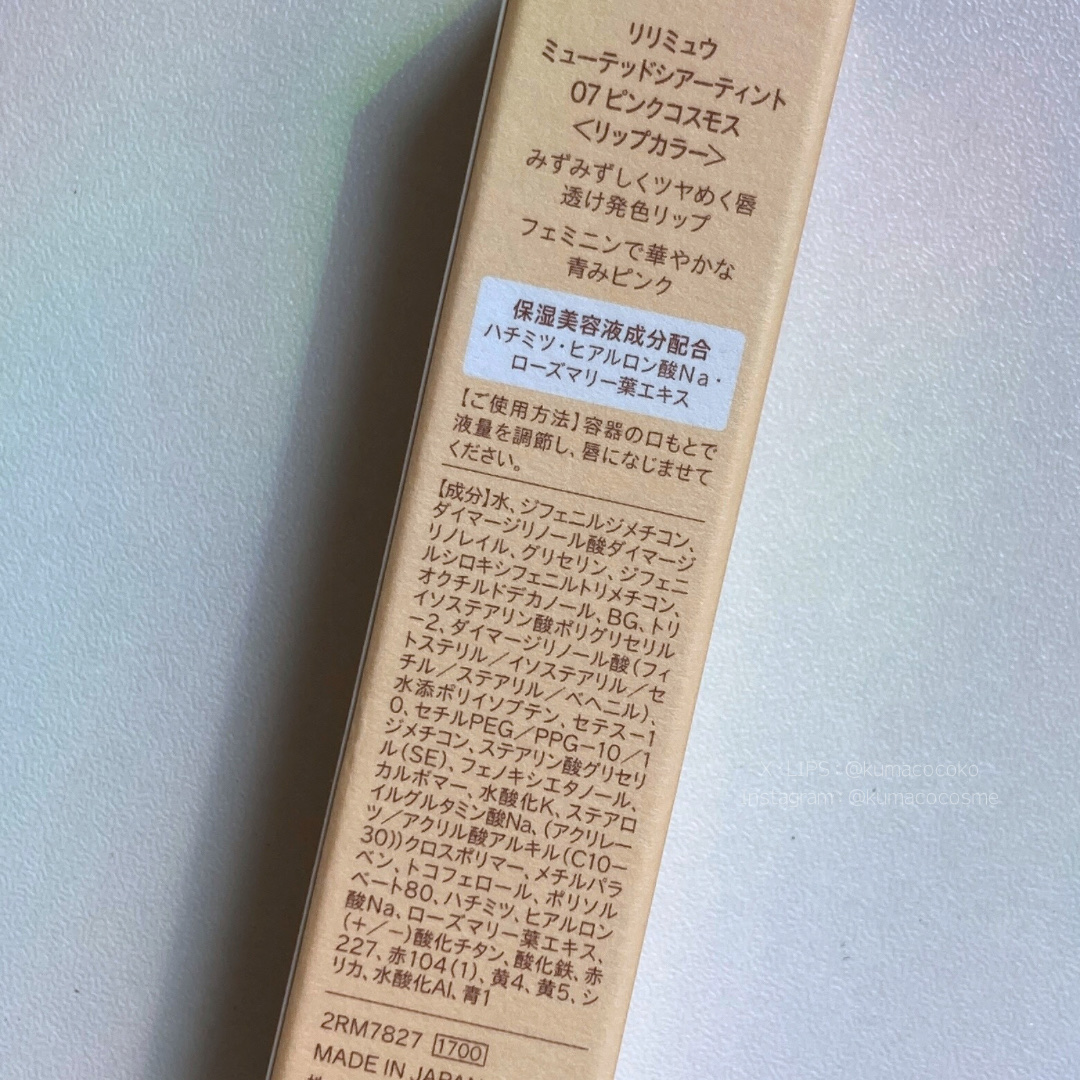 リリミュウ
ミューテッドシアーティント
07 ピンクコスモス
<リップカラー>
みずみずしくツヤめく唇
透け発色リップ
フェミニンで華やかな
青みピンク
保湿美容液成分配合
ハチミツ・ヒアルロン酸Na・
ローズマリー葉エキス
【ご使用方法】容器の口もとで
液量を調節し、唇になじませて
ください。
【成分】水、ジフェニルジメチコン、
ダイマージリノール酸ダイマージ
リノレイル、グリセリン、ジフェニ
ルシロキシフェニルトリメチコン、
オクチルドデカノール、BG、トリ
イソステアリン酸ポリグリセリル
-2、ダイマージリノール酸(フィ
トステリル/イソステアリル/セ
チル/ステアリル/ベヘニル)、
水添ポリイソブテン、セテス-1
0、セチルPEG/PPG-10/1
ジメチコン、ステアリン酸グリセリ
ル(SE)、フェノキシエタノール、
カルボマー、水酸化K、ステアロ
イルグルタミン酸Na、(アクリレー
ツ/アクリル酸アルキル(C10-
30))クロスポリマー、メチルパラ
ベン、トコフェロール、ポリソル
ベート80、ハチミツ、ヒアルロン
酸Na、ローズマリー葉エキス、
(+/-)酸化チタン、酸化鉄、赤
227、赤104(1)、黄4、黄5、シ
リカ、水酸化Al、青1
2RM7827 1700
MADE IN JAPAN
X・LIPS : @kumacocoko
Instagram : @kumacocosme